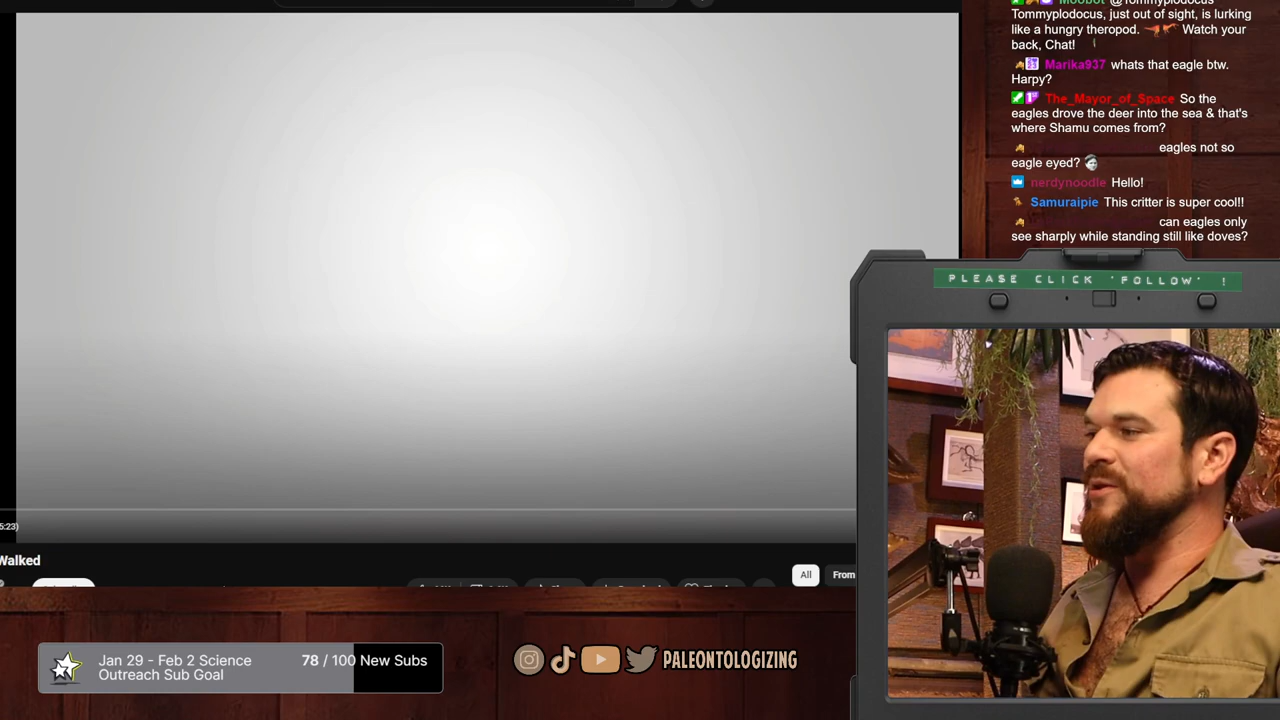 Moobot @Tommyplodocus
Tommyplodocus, just out of sight, is lurking
like a hungry theropod. Watch your
back, Chat!
Marika937 whats that eagle btw.
Harpy?
The_Mayor_of_Space So the
eagles drove the deer into the sea & that's
where Shamu comes from?
eagles not so
eagle eyed?
nerdynoodle Hello!
Samuraipie This critter is super cool!!
can eagles only
see sharply while standing still like doves?
PLEASE CLICK 'FOLLOW' !
5:23)
Walked
All
From
Jan 29 - Feb 2 Science
Outreach Sub Goal
78 / 100 New Subs
PALEONTOLOGIZING